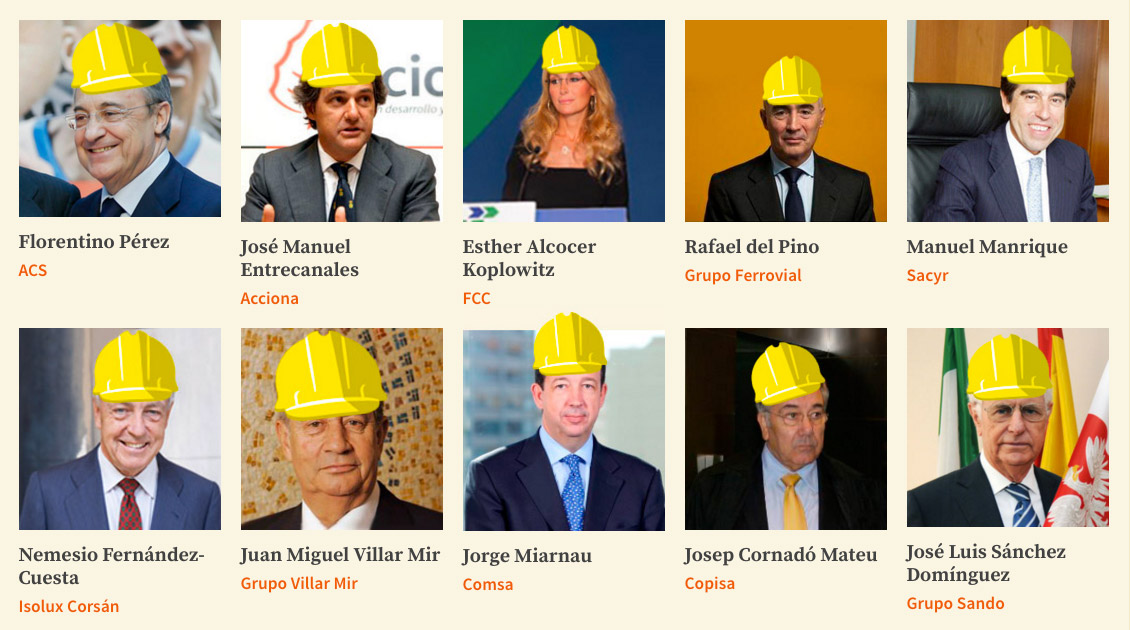 cio
n desarrollo y
Florentino Pérez
ACS
José Manuel
Entrecanales
Acciona
Esther Alcocer
Koplowitz
FCC
Rafael del Pino
Grupo Ferrovial
Manuel Manrique
Sacyr
Nemesio Fernández-
Cuesta
Isolux Corsán
Juan Miguel Villar Mir
Grupo Villar Mir
Jorge Miarnau
Comsa
Josep Cornadó Mateu
Copisa
José Luis Sánchez
Domínguez
Grupo Sando